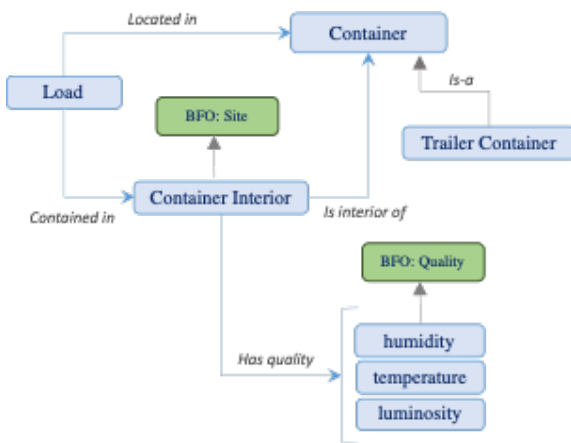 Located in
Container
Load
Is-a
BFO: Site
Trailer Container
Container Interior
Contained in
Is interior of
BFO: Quality
humidity
Has quality
temperature
luminosity